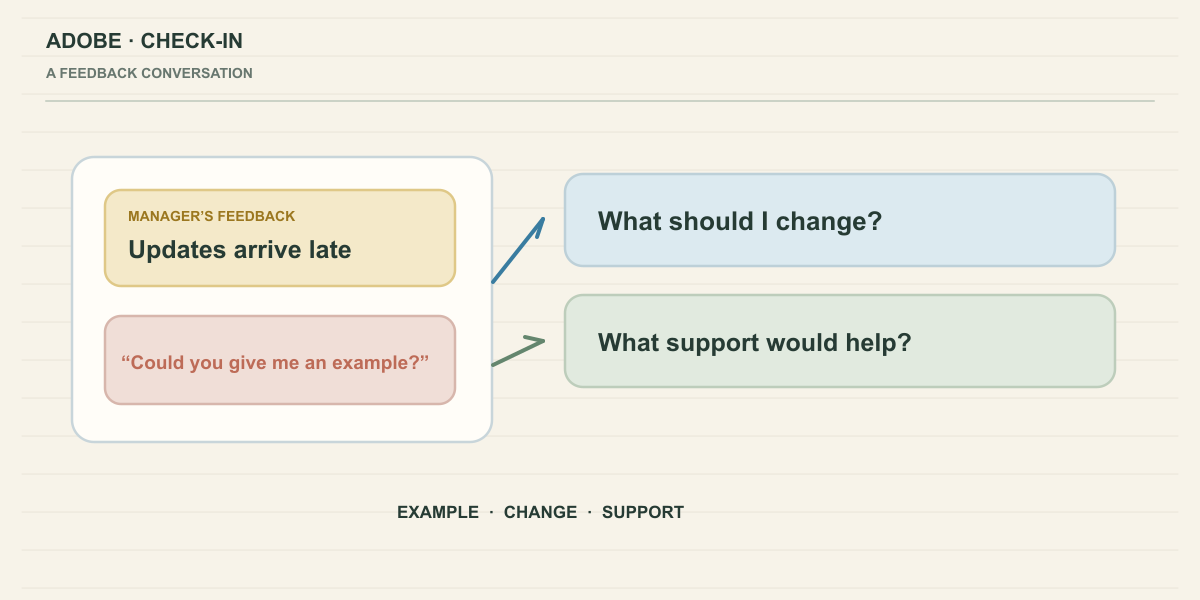 ADOBE · CHECK-IN
A FEEDBACK CONVERSATION
MANAGER’S FEEDBACK
Updates arrive late
“Could you give me an example?”
What should I change?
What support would help?
EXAMPLE · CHANGE · SUPPORT